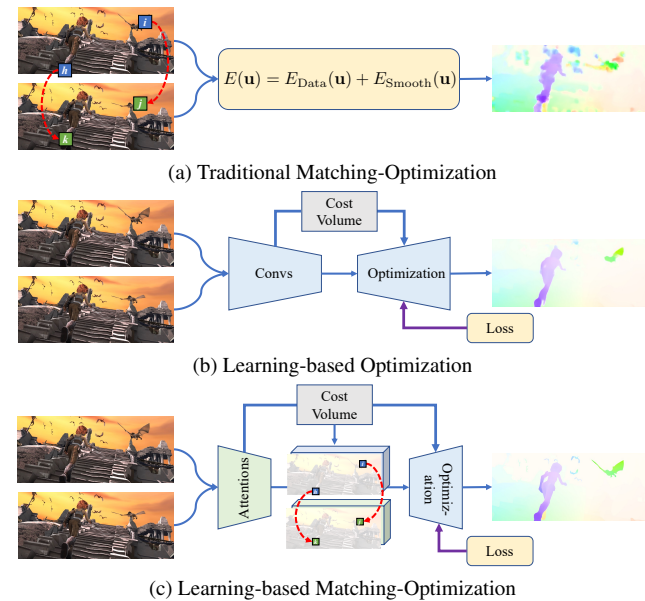 i
h
j
k
E(u) = E_Data(u) + E_Smooth(u)
(a) Traditional Matching-Optimization
Cost
Volume
Convs
Optimization
Loss
(b) Learning-based Optimization
Cost
Volume
Attentions
Optimiz-
ation
Loss
(c) Learning-based Matching-Optimization